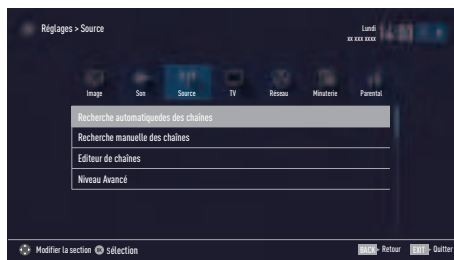 Réglages > Source
Lundi
xx xxx xxxx
Image Son Source TV Réseau Minuterie Parental
Recherche automatiquedes des chaînes
Recherche manuelle des chaînes
Editeur de chaînes
Niveau Avancé
Modifier la section OK sélection
BACK - Retour EXIT - Quitter